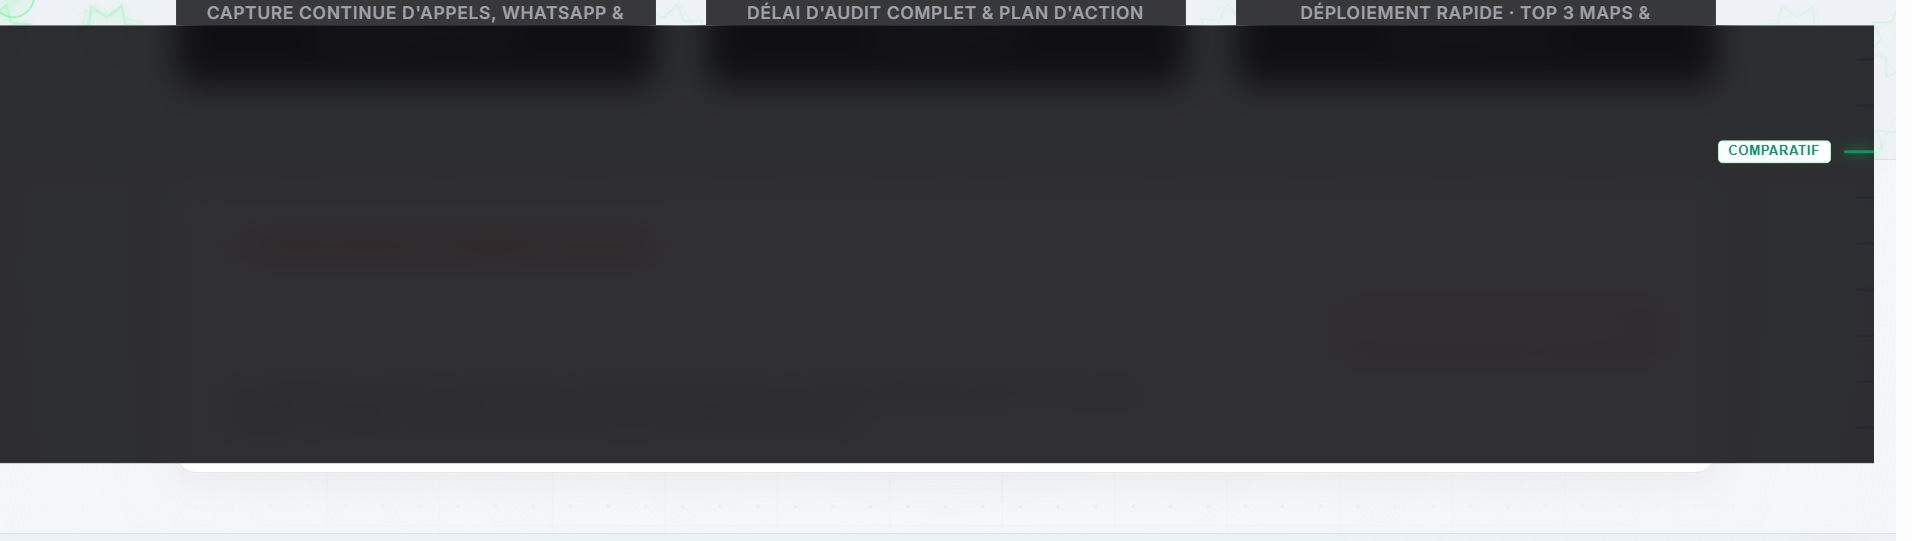 CAPTURE CONTINUE D'APPELS, WHATSAPP &
DÉLAI D'AUDIT COMPLET & PLAN D'ACTION
DÉPLOIEMENT RAPIDE · TOP 3 MAPS &
COMPARATIF